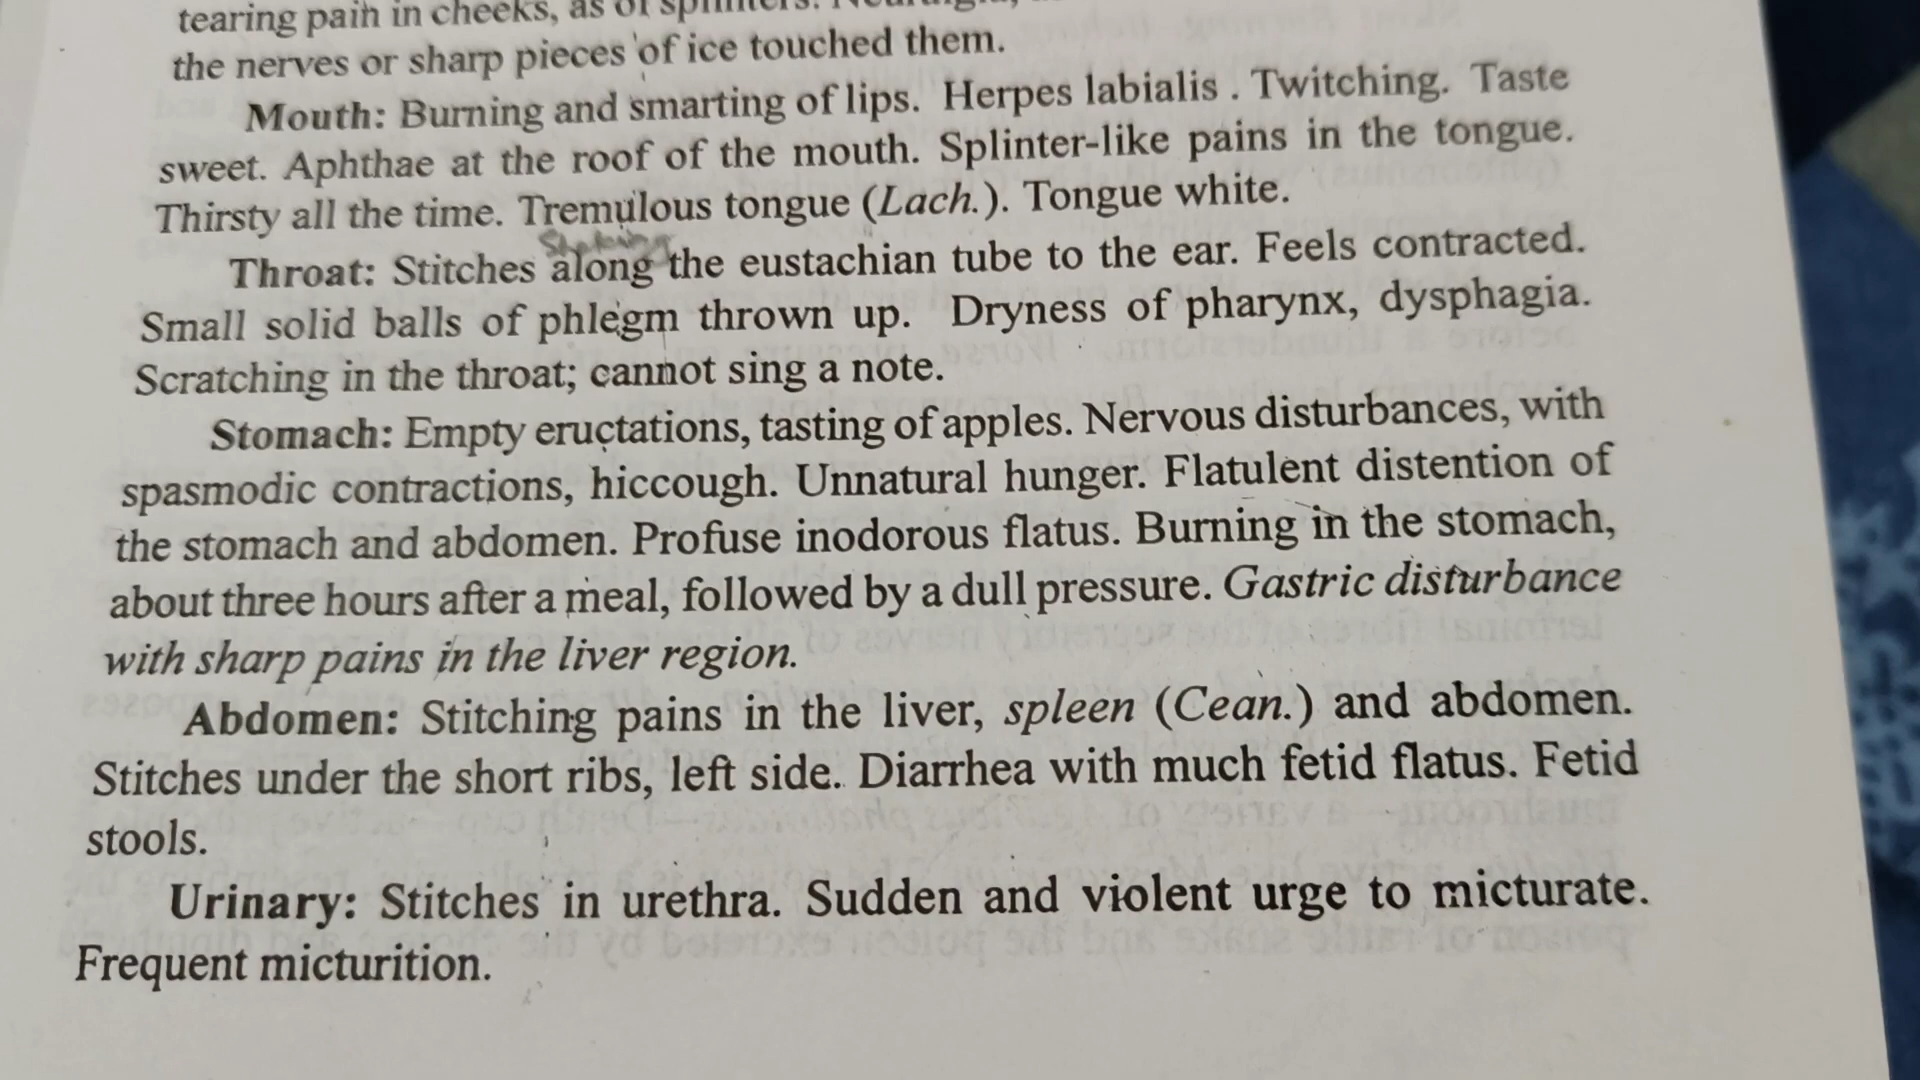 tearing pain in cheeks, as of splinters. Neuralgia,
the nerves or sharp pieces of ice touched them.
Mouth: Burning and smarting of lips. Herpes labialis . Twitching. Taste
sweet. Aphthae at the roof of the mouth. Splinter-like pains in the tongue.
Thirsty all the time. Tremulous tongue (Lach.). Tongue white.
Shaking
Throat: Stitches along the eustachian tube to the ear. Feels contracted.
Small solid balls of phlegm thrown up. Dryness of pharynx, dysphagia.
Scratching in the throat; cannot sing a note.
Stomach: Empty eructations, tasting of apples. Nervous disturbances, with
spasmodic contractions, hiccough. Unnatural hunger. Flatulent distention of
the stomach and abdomen. Profuse inodorous flatus. Burning in the stomach,
about three hours after a meal, followed by a dull pressure. Gastric disturbance
with sharp pains in the liver region.
Abdomen: Stitching pains in the liver, spleen (Cean.) and abdomen.
Stitches under the short ribs, left side. Diarrhea with much fetid flatus. Fetid
stools.
Urinary: Stitches in urethra. Sudden and violent urge to micturate.
Frequent micturition.